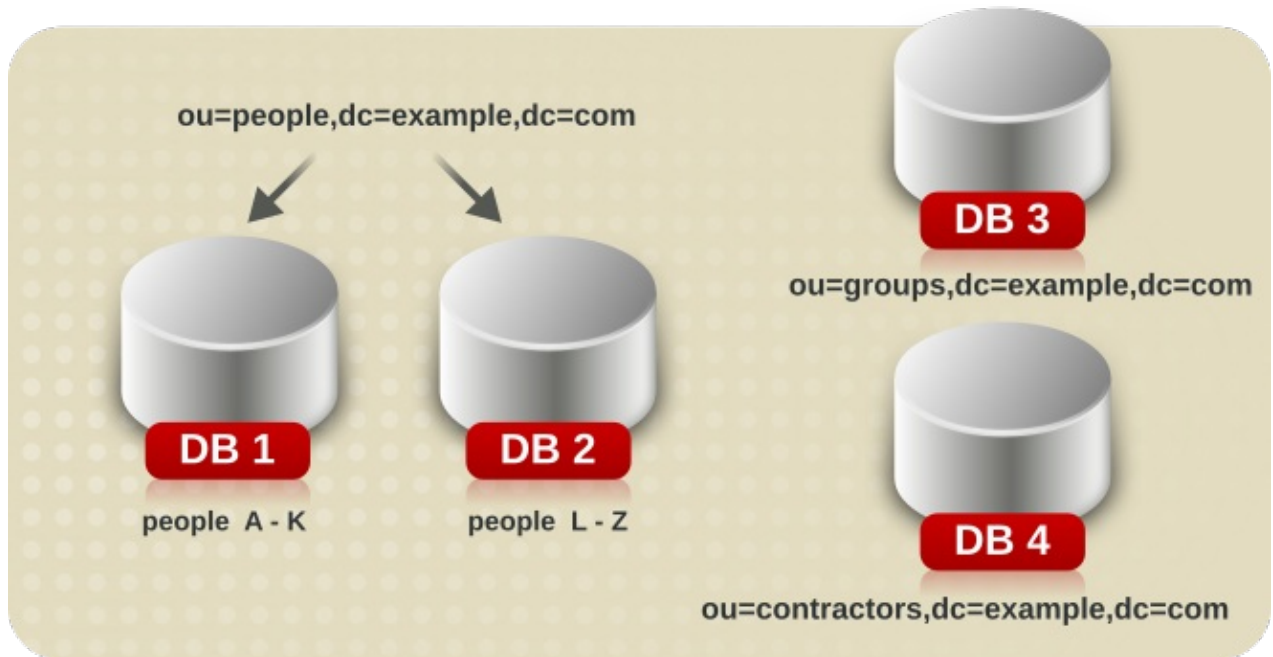 ou=people,dc=example,dc=com
DB 1
people A - K
DB 2
people L - Z
DB 3
ou=groups,dc=example,dc=com
DB 4
ou=contractors,dc=example,dc=com